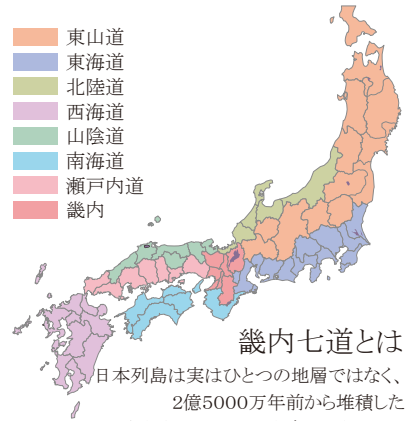 東山道
東海道
北陸道
西海道
山陰道
南海道
瀬戸内道
畿内
畿内七道とは
日本列島は実はひとつの地層ではなく、
2億5000万年前から堆積した